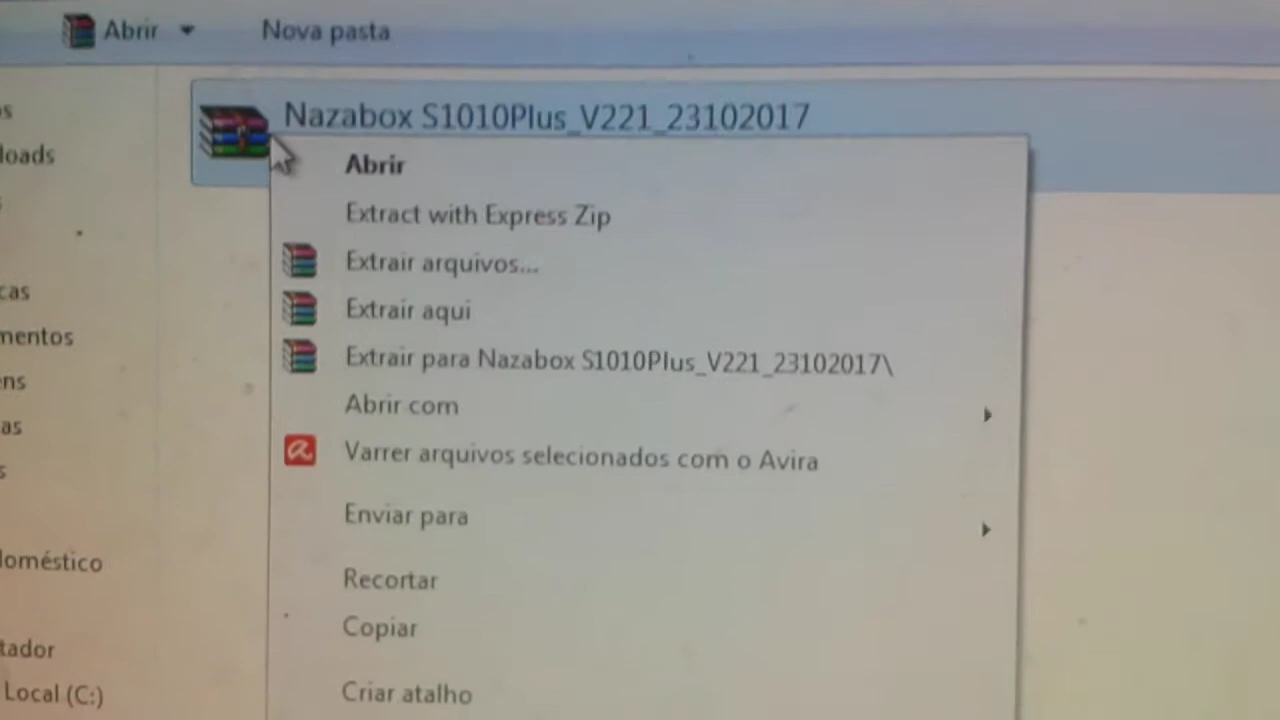 Abrir
Nova pasta
Nazabox S1010Plus_V221_23102017
Abrir
Extract with Express Zip
Extrair arquivos...
Extrair aqui
Extrair para Nazabox S1010Plus_V221_23102017\
Abrir com
Varrer arquivos selecionados com o Avira
Enviar para
Recortar
Copiar
Criar atalho
s
loads
cas
mentos
ens
as
s
doméstico
tador
Local (C:)